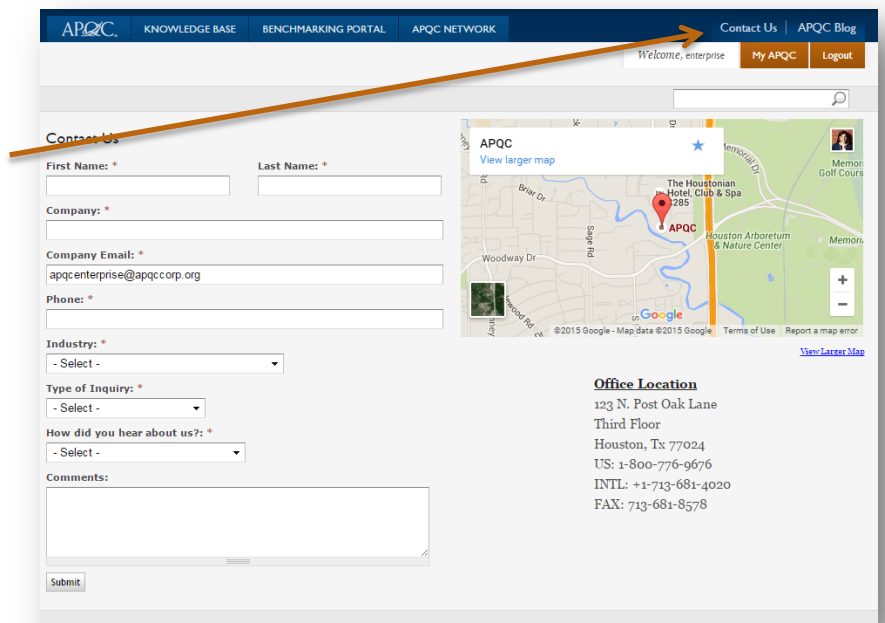 APQC. KNOWLEDGE BASE BENCHMARKING PORTAL APQC NETWORK Contact Us APQC Blog
Welcome, enterprise My APQC Logout
Contact Us
First Name: * Last Name: *
Company: *
Company Email: *
apqcenterprise@apqccorp.org
Phone: *
Industry: *
- Select -
Type of Inquiry: *
- Select -
How did you hear about us?: *
- Select -
Comments:
Submit
APQC
View larger map
Memorial Dr
Memori
Golf Cours
The Houstonian
Hotel, Club & Spa
Briar Dr
APQC
Sage Rd
Houston Arboretum
& Nature Center
Memori
Woodway Dr
+
−
Google
©2015 Google - Map data ©2015 Google Terms of Use Report a map error
View Larger Map
Office Location
123 N. Post Oak Lane
Third Floor
Houston, Tx 77024
US: 1-800-776-9676
INTL: +1-713-681-4020
FAX: 713-681-8578